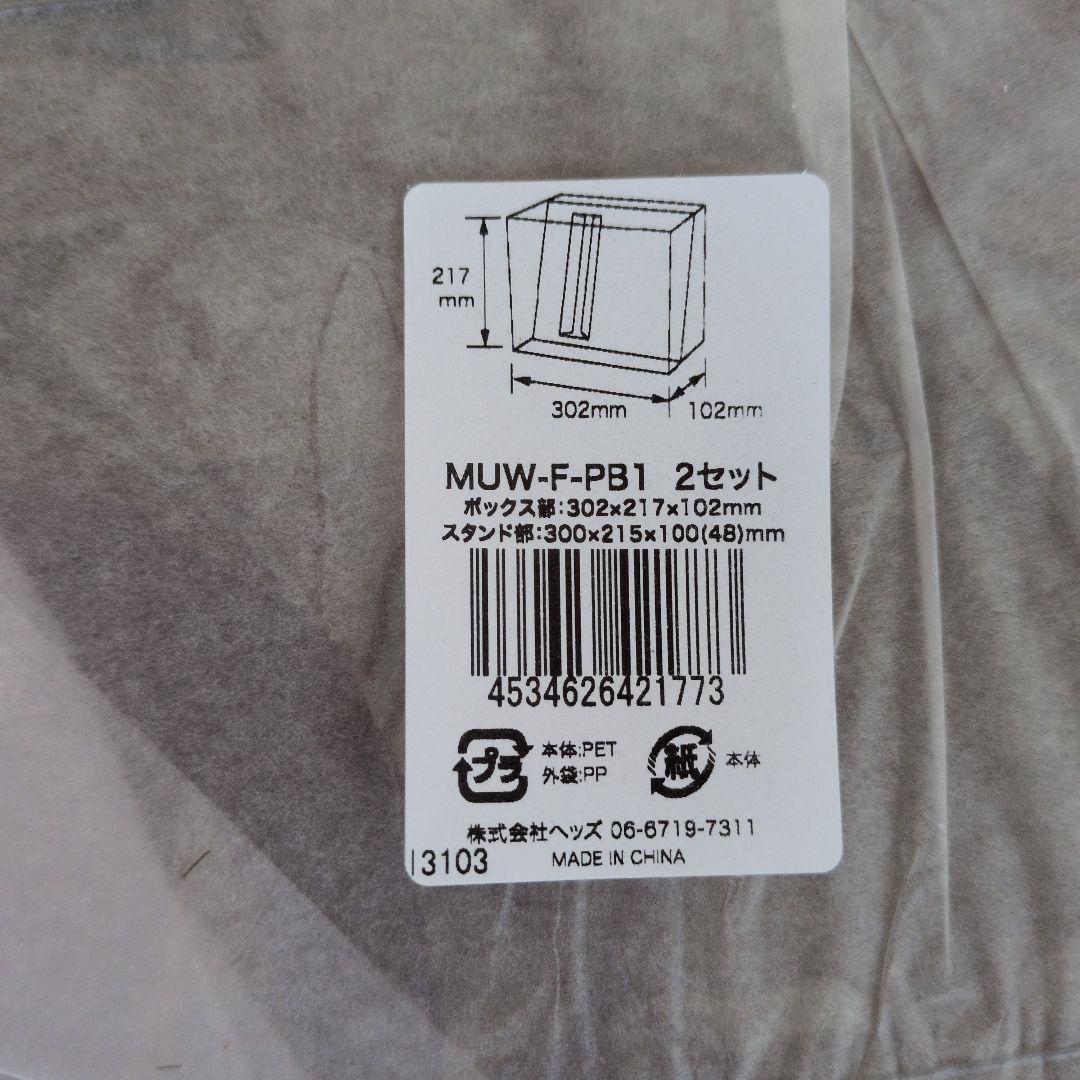 217
mm
302mm
102mm
MUW-F-PB1 2セット
ボックス部:302×217×102mm
スタンド部:300×215×100(48)mm
4534626421773
プラ 本体:PET
外袋:PP
紙 本体
株式会社ヘッズ 06-6719-7311
13103
MADE IN CHINA